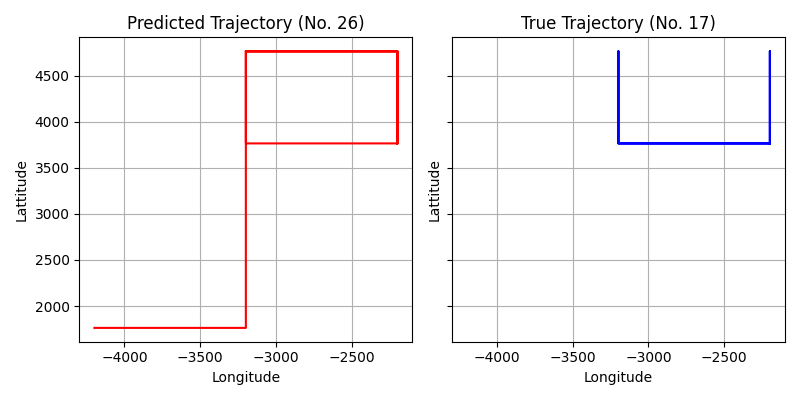 Predicted Trajectory (No. 26)
True Trajectory (No. 17)
4500
4000
3500
3000
2500
2000
Lattitude
Lattitude
−4000 −3500 −3000 −2500
−4000 −3500 −3000 −2500
Longitude
Longitude